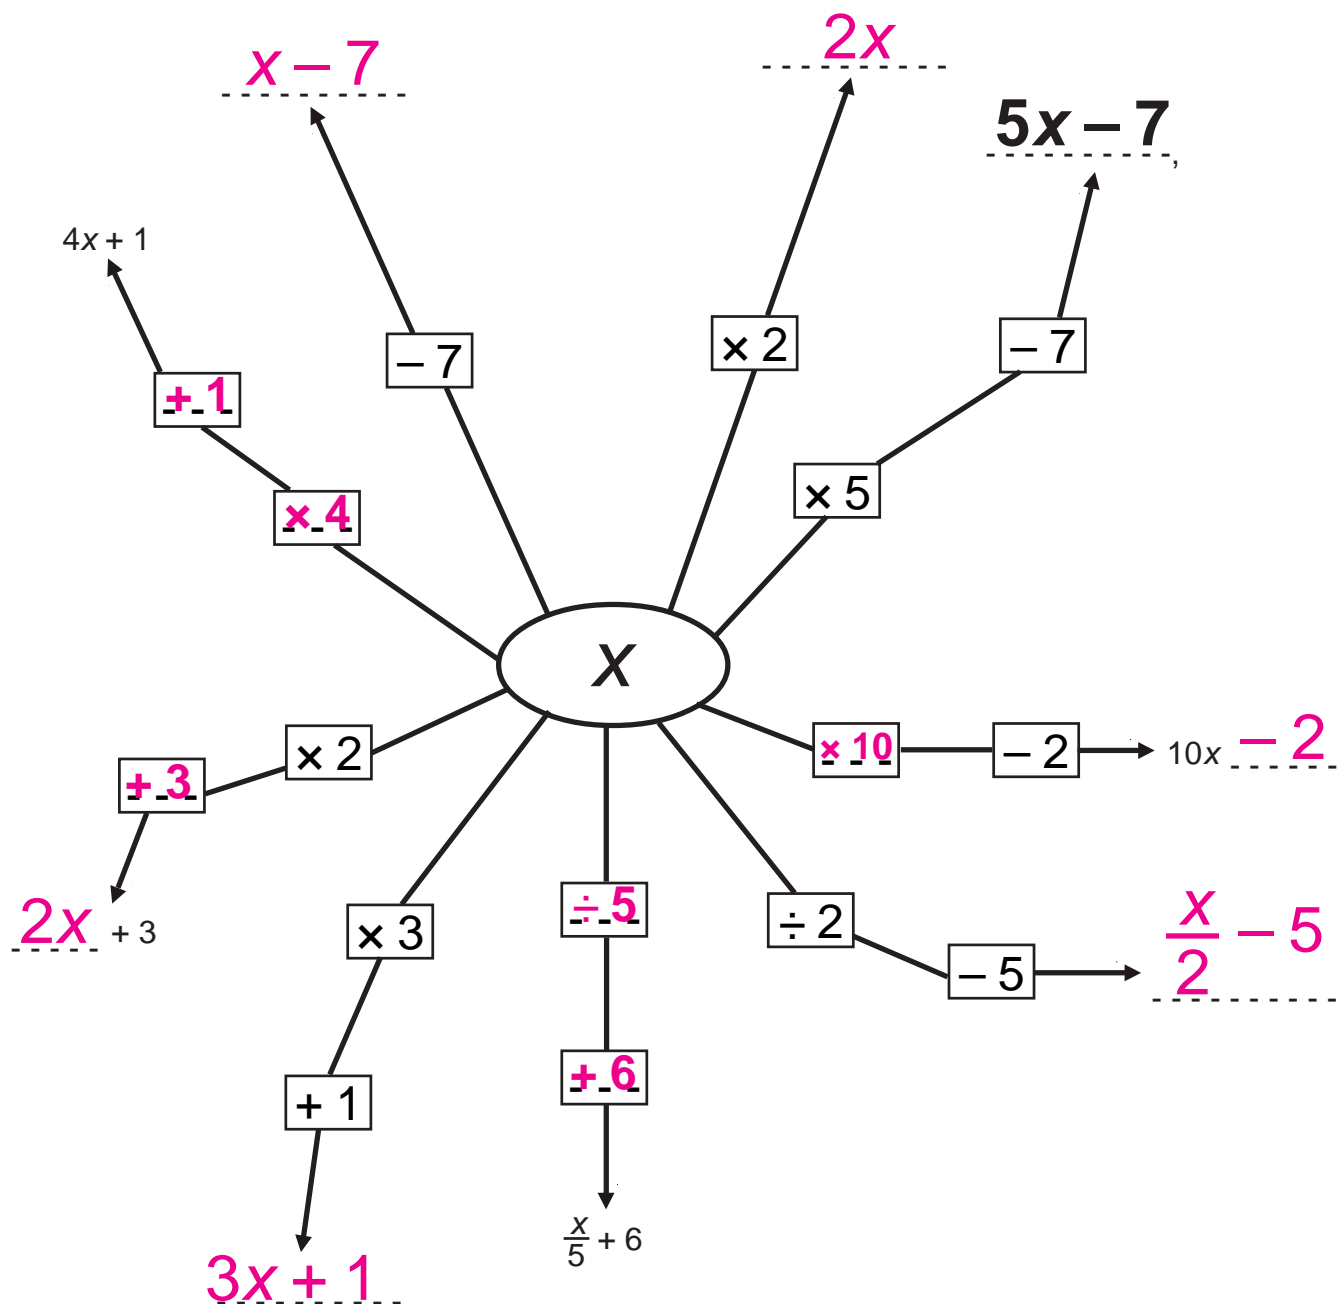 2x
x – 7
5x – 7,
4x + 1
× 2
– 7
– 7
+ 1
× 5
× 4
x
× 10
– 2
10x – 2
× 2
+ 3
÷ 5
÷ 2
x/2 – 5
2x + 3
× 3
– 5
+ 6
+ 1
x/5 + 6
3x + 1